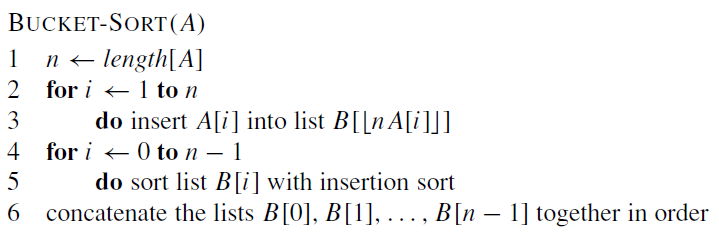 BUCKET-SORT(A)
1 n ← length[A]
2 for i ← 1 to n
3 do insert A[i] into list B[⌊nA[i]⌋]
4 for i ← 0 to n − 1
5 do sort list B[i] with insertion sort
6 concatenate the lists B[0], B[1], . . . , B[n − 1] together in order